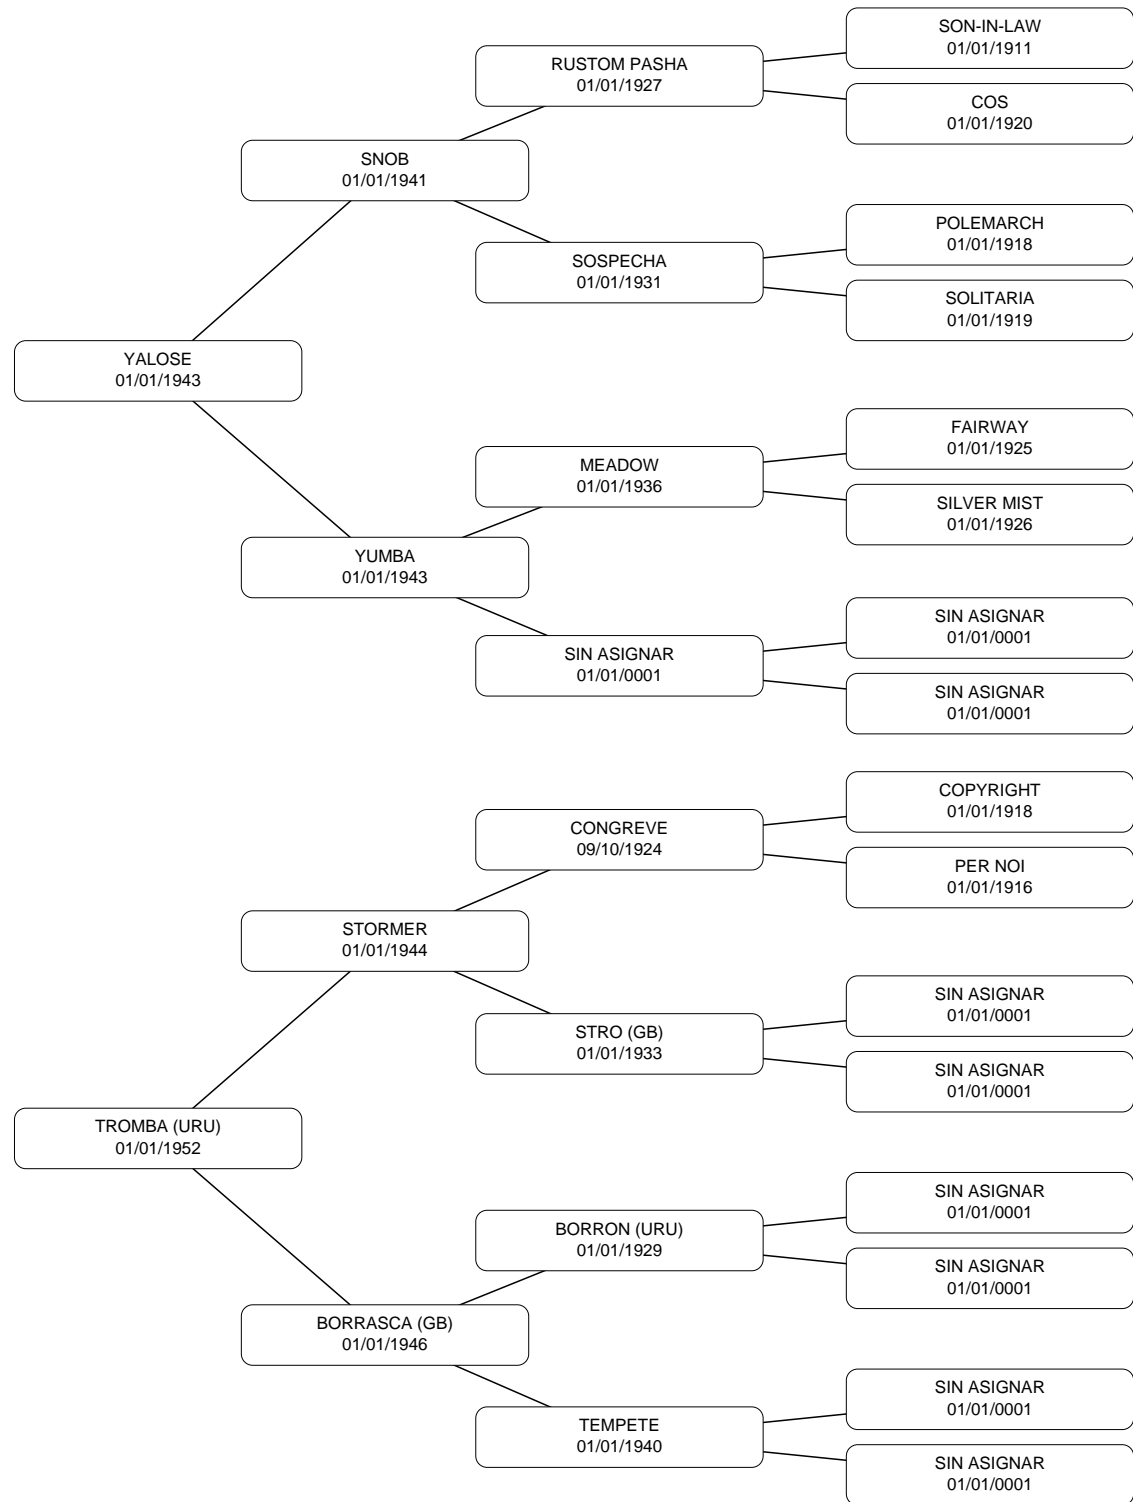 SON-IN-LAW
01/01/1911
RUSTOM PASHA
01/01/1927
COS
01/01/1920
SNOB
01/01/1941
POLEMARCH
01/01/1918
SOSPECHA
01/01/1931
SOLITARIA
01/01/1919
YALOSE
01/01/1943
FAIRWAY
01/01/1925
MEADOW
01/01/1936
SILVER MIST
01/01/1926
YUMBA
01/01/1943
SIN ASIGNAR
01/01/0001
SIN ASIGNAR
01/01/0001
SIN ASIGNAR
01/01/0001
COPYRIGHT
01/01/1918
CONGREVE
09/10/1924
PER NOI
01/01/1916
STORMER
01/01/1944
SIN ASIGNAR
01/01/0001
STRO (GB)
01/01/1933
SIN ASIGNAR
01/01/0001
TROMBA (URU)
01/01/1952
SIN ASIGNAR
01/01/0001
BORRON (URU)
01/01/1929
SIN ASIGNAR
01/01/0001
BORRASCA (GB)
01/01/1946
SIN ASIGNAR
01/01/0001
TEMPETE
01/01/1940
SIN ASIGNAR
01/01/0001